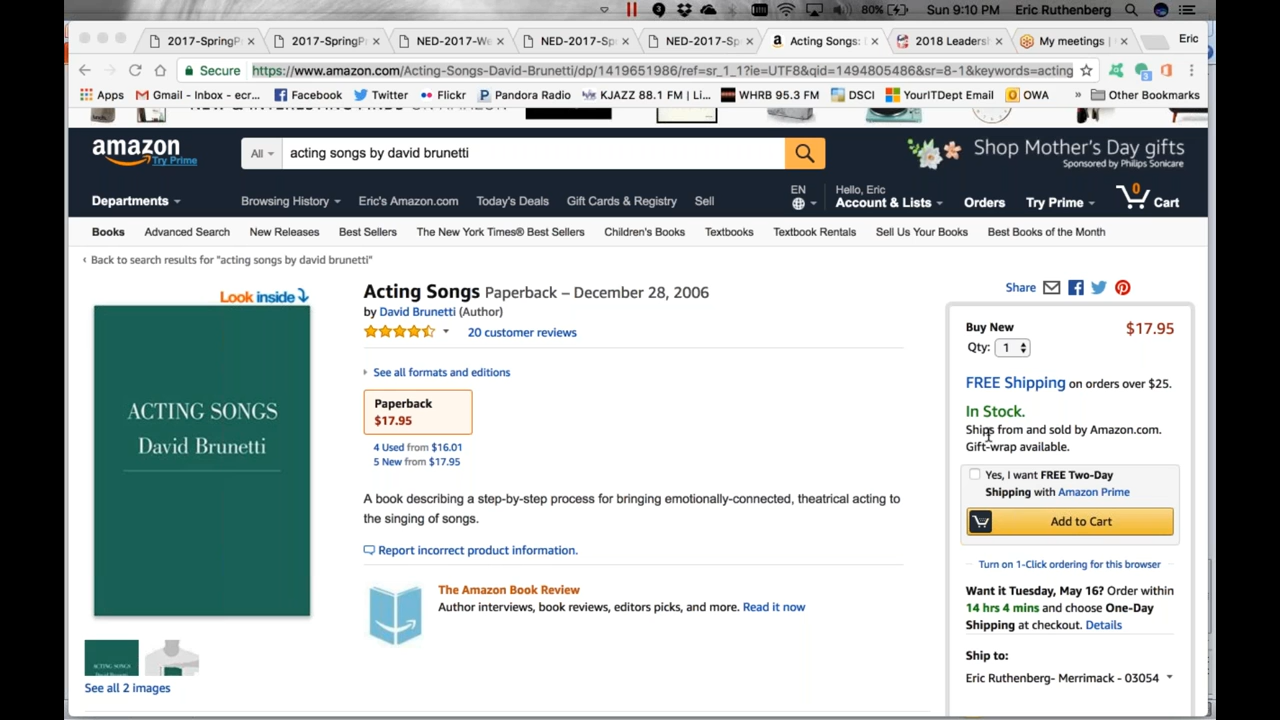 80% Sun 9:10 PM Eric Ruthenberg
2017-SpringP 2017-SpringP NED-2017-We NED-2017-Sp NED-2017-Sp Acting Songs: 2018 Leadersh My meetings | Eric
Secure https://www.amazon.com/Acting-Songs-David-Brunetti/dp/1419651986/ref=sr_1_1?ie=UTF8&qid=1494805486&sr=8-1&keywords=acting
Apps Gmail - Inbox - ecr... Facebook Twitter Flickr Pandora Radio KJAZZ 88.1 FM | Li... WHRB 95.3 FM DSCI YourITDept Email OWA » Other Bookmarks
amazon
Try Prime
All acting songs by david brunetti
Shop Mother's Day gifts
Sponsored by Philips Sonicare
Departments Browsing History Eric's Amazon.com Today's Deals Gift Cards & Registry Sell
EN Hello, Eric
Account & Lists Orders Try Prime 0 Cart
Books Advanced Search New Releases Best Sellers The New York Times® Best Sellers Children's Books Textbooks Textbook Rentals Sell Us Your Books Best Books of the Month
‹ Back to search results for "acting songs by david brunetti"
Look inside
ACTING SONGS
David Brunetti
ACTING SONGS
See all 2 images
Acting Songs Paperback – December 28, 2006
by David Brunetti (Author)
20 customer reviews
See all formats and editions
Paperback
$17.95
4 Used from $16.01
5 New from $17.95
A book describing a step-by-step process for bringing emotionally-connected, theatrical acting to
the singing of songs.
Report incorrect product information.
The Amazon Book Review
Author interviews, book reviews, editors picks, and more. Read it now
Share
Buy New $17.95
Qty: 1
FREE Shipping on orders over $25.
In Stock.
Ships from and sold by Amazon.com.
Gift-wrap available.
Yes, I want FREE Two-Day
Shipping with Amazon Prime
Add to Cart
Turn on 1-Click ordering for this browser
Want it Tuesday, May 16? Order within
14 hrs 4 mins and choose One-Day
Shipping at checkout. Details
Ship to:
Eric Ruthenberg- Merrimack - 03054